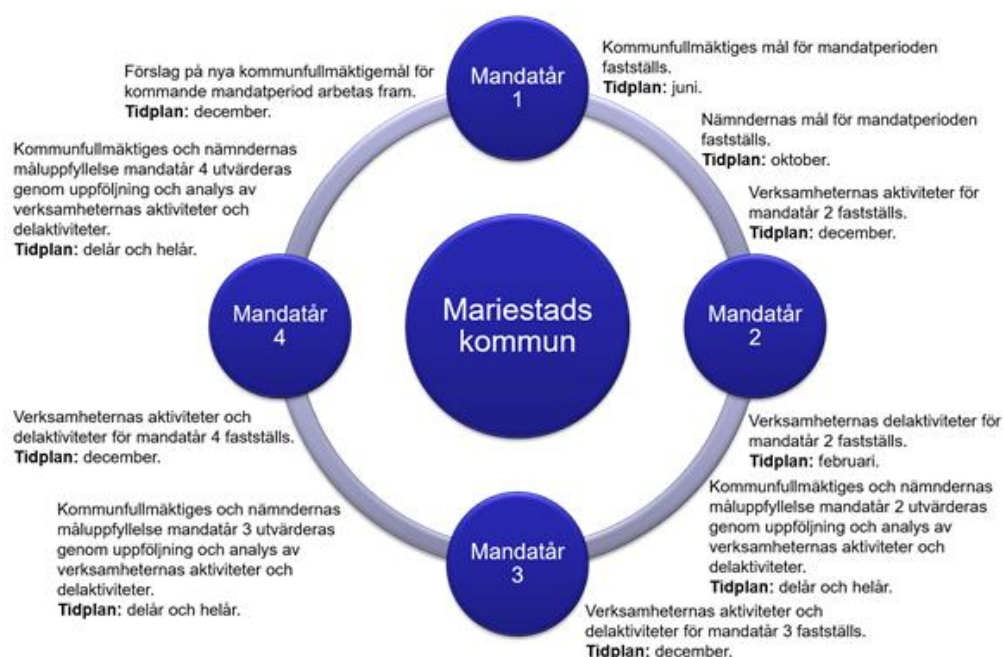 Mandatår
1
Kommunfullmäktiges mål för mandatperioden
fastställs.
Tidplan: juni.
Nämndernas mål för mandatperioden
fastställs.
Tidplan: oktober.
Verksamheternas aktiviteter för
mandatår 2 fastställs.
Tidplan: december.
Mandatår
2
Verksamheternas delaktiviteter för
mandatår 2 fastställs.
Tidplan: februari.
Kommunfullmäktiges och nämndernas
måluppfyllelse mandatår 2 utvärderas
genom uppföljning och analys av
verksamheternas aktiviteter och
delaktiviteter.
Tidplan: delår och helår.
Verksamheternas aktiviteter och
delaktiviteter för mandatår 3 fastställs.
Tidplan: december.
Mandatår
3
Kommunfullmäktiges och nämndernas
måluppfyllelse mandatår 3 utvärderas
genom uppföljning och analys av
verksamheternas aktiviteter och
delaktiviteter.
Tidplan: delår och helår.
Verksamheternas aktiviteter och
delaktiviteter för mandatår 4 fastställs.
Tidplan: december.
Mandatår
4
Kommunfullmäktiges och nämndernas
måluppfyllelse mandatår 4 utvärderas
genom uppföljning och analys av
verksamheternas aktiviteter och
delaktiviteter.
Tidplan: delår och helår.
Förslag på nya kommunfullmäktigemål för
kommande mandatperiod arbetas fram.
Tidplan: december.
Mariestads
kommun